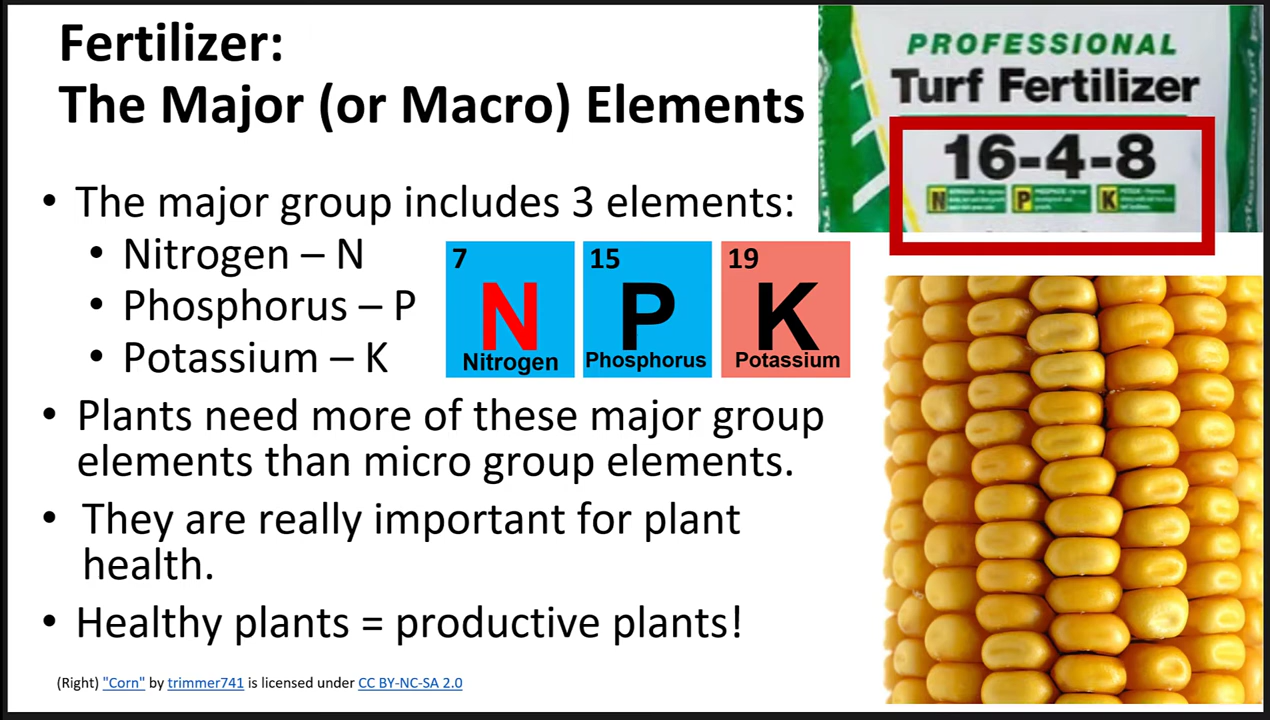 Fertilizer:
The Major (or Macro) Elements
• The major group includes 3 elements:
• Nitrogen – N
• Phosphorus – P
• Potassium – K
7
N
Nitrogen
15
P
Phosphorus
19
K
Potassium
• Plants need more of these major group
elements than micro group elements.
• They are really important for plant
health.
• Healthy plants = productive plants!
(Right) "Corn" by trimmer741 is licensed under CC BY-NC-SA 2.0
PROFESSIONAL
Turf Fertilizer
16-4-8
N P K